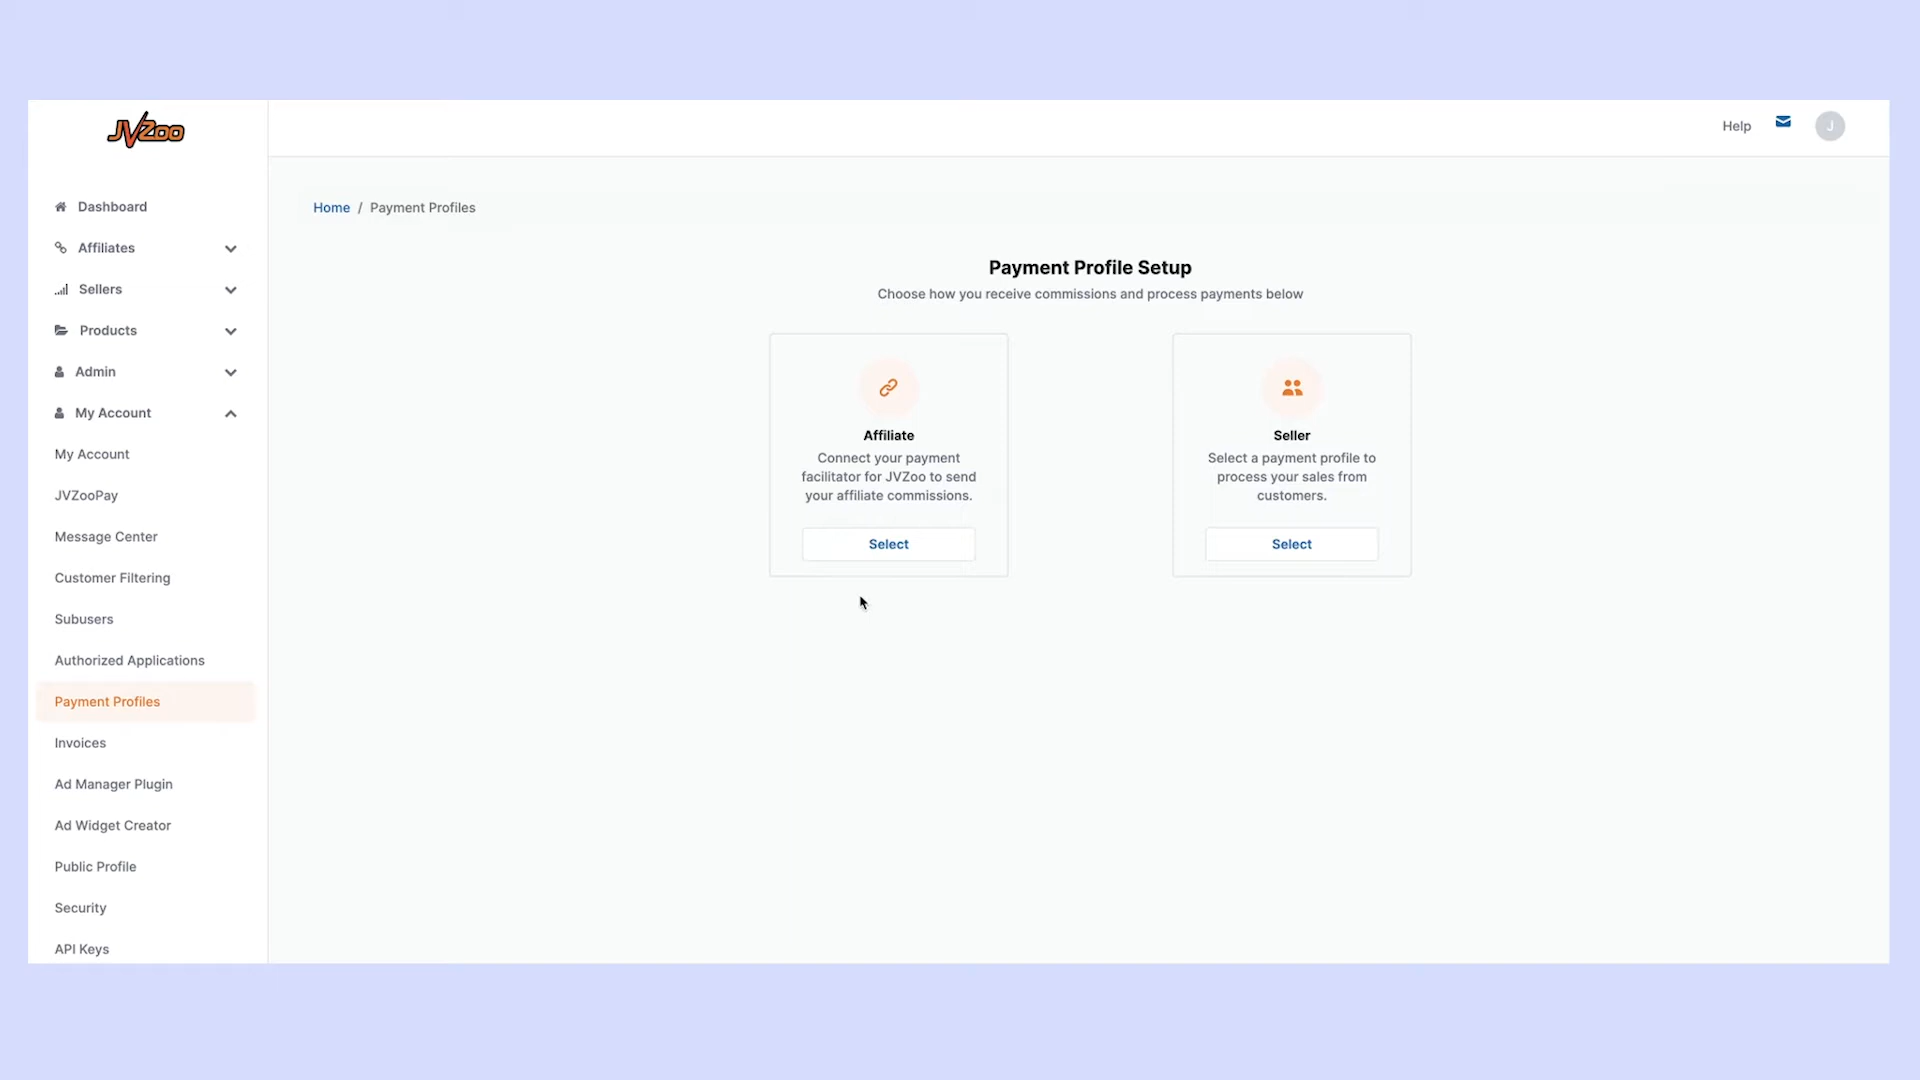 JVZoo
Help
J
Dashboard
Affiliates
Sellers
Products
Admin
My Account
My Account
JVZooPay
Message Center
Customer Filtering
Subusers
Authorized Applications
Payment Profiles
Invoices
Ad Manager Plugin
Ad Widget Creator
Public Profile
Security
API Keys
Home / Payment Profiles
Payment Profile Setup
Choose how you receive commissions and process payments below
Affiliate
Connect your payment
facilitator for JVZoo to send
your affiliate commissions.
Select
Seller
Select a payment profile to
process your sales from
customers.
Select